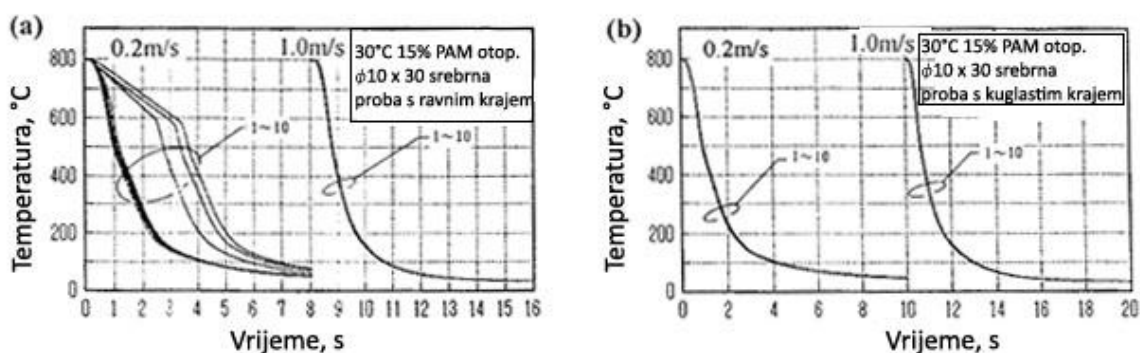 (a)
0.2m/s
1.0m/s
30°C 15% PAM otop.
ϕ10 x 30 srebrna
proba s ravnim krajem
1~10
1~10
Temperatura, °C
800
600
400
200
0
0 1 2 3 4 5 6 7 8 9 10 11 12 13 14 15 16
Vrijeme, s
(b)
0.2m/s
1.0m/s
30°C 15% PAM otop.
ϕ10 x 30 srebrna
proba s kuglastim krajem
1~10
1~10
Temperatura, °C
800
600
400
200
0
0 2 4 6 8 10 12 14 16 18 20
Vrijeme, s